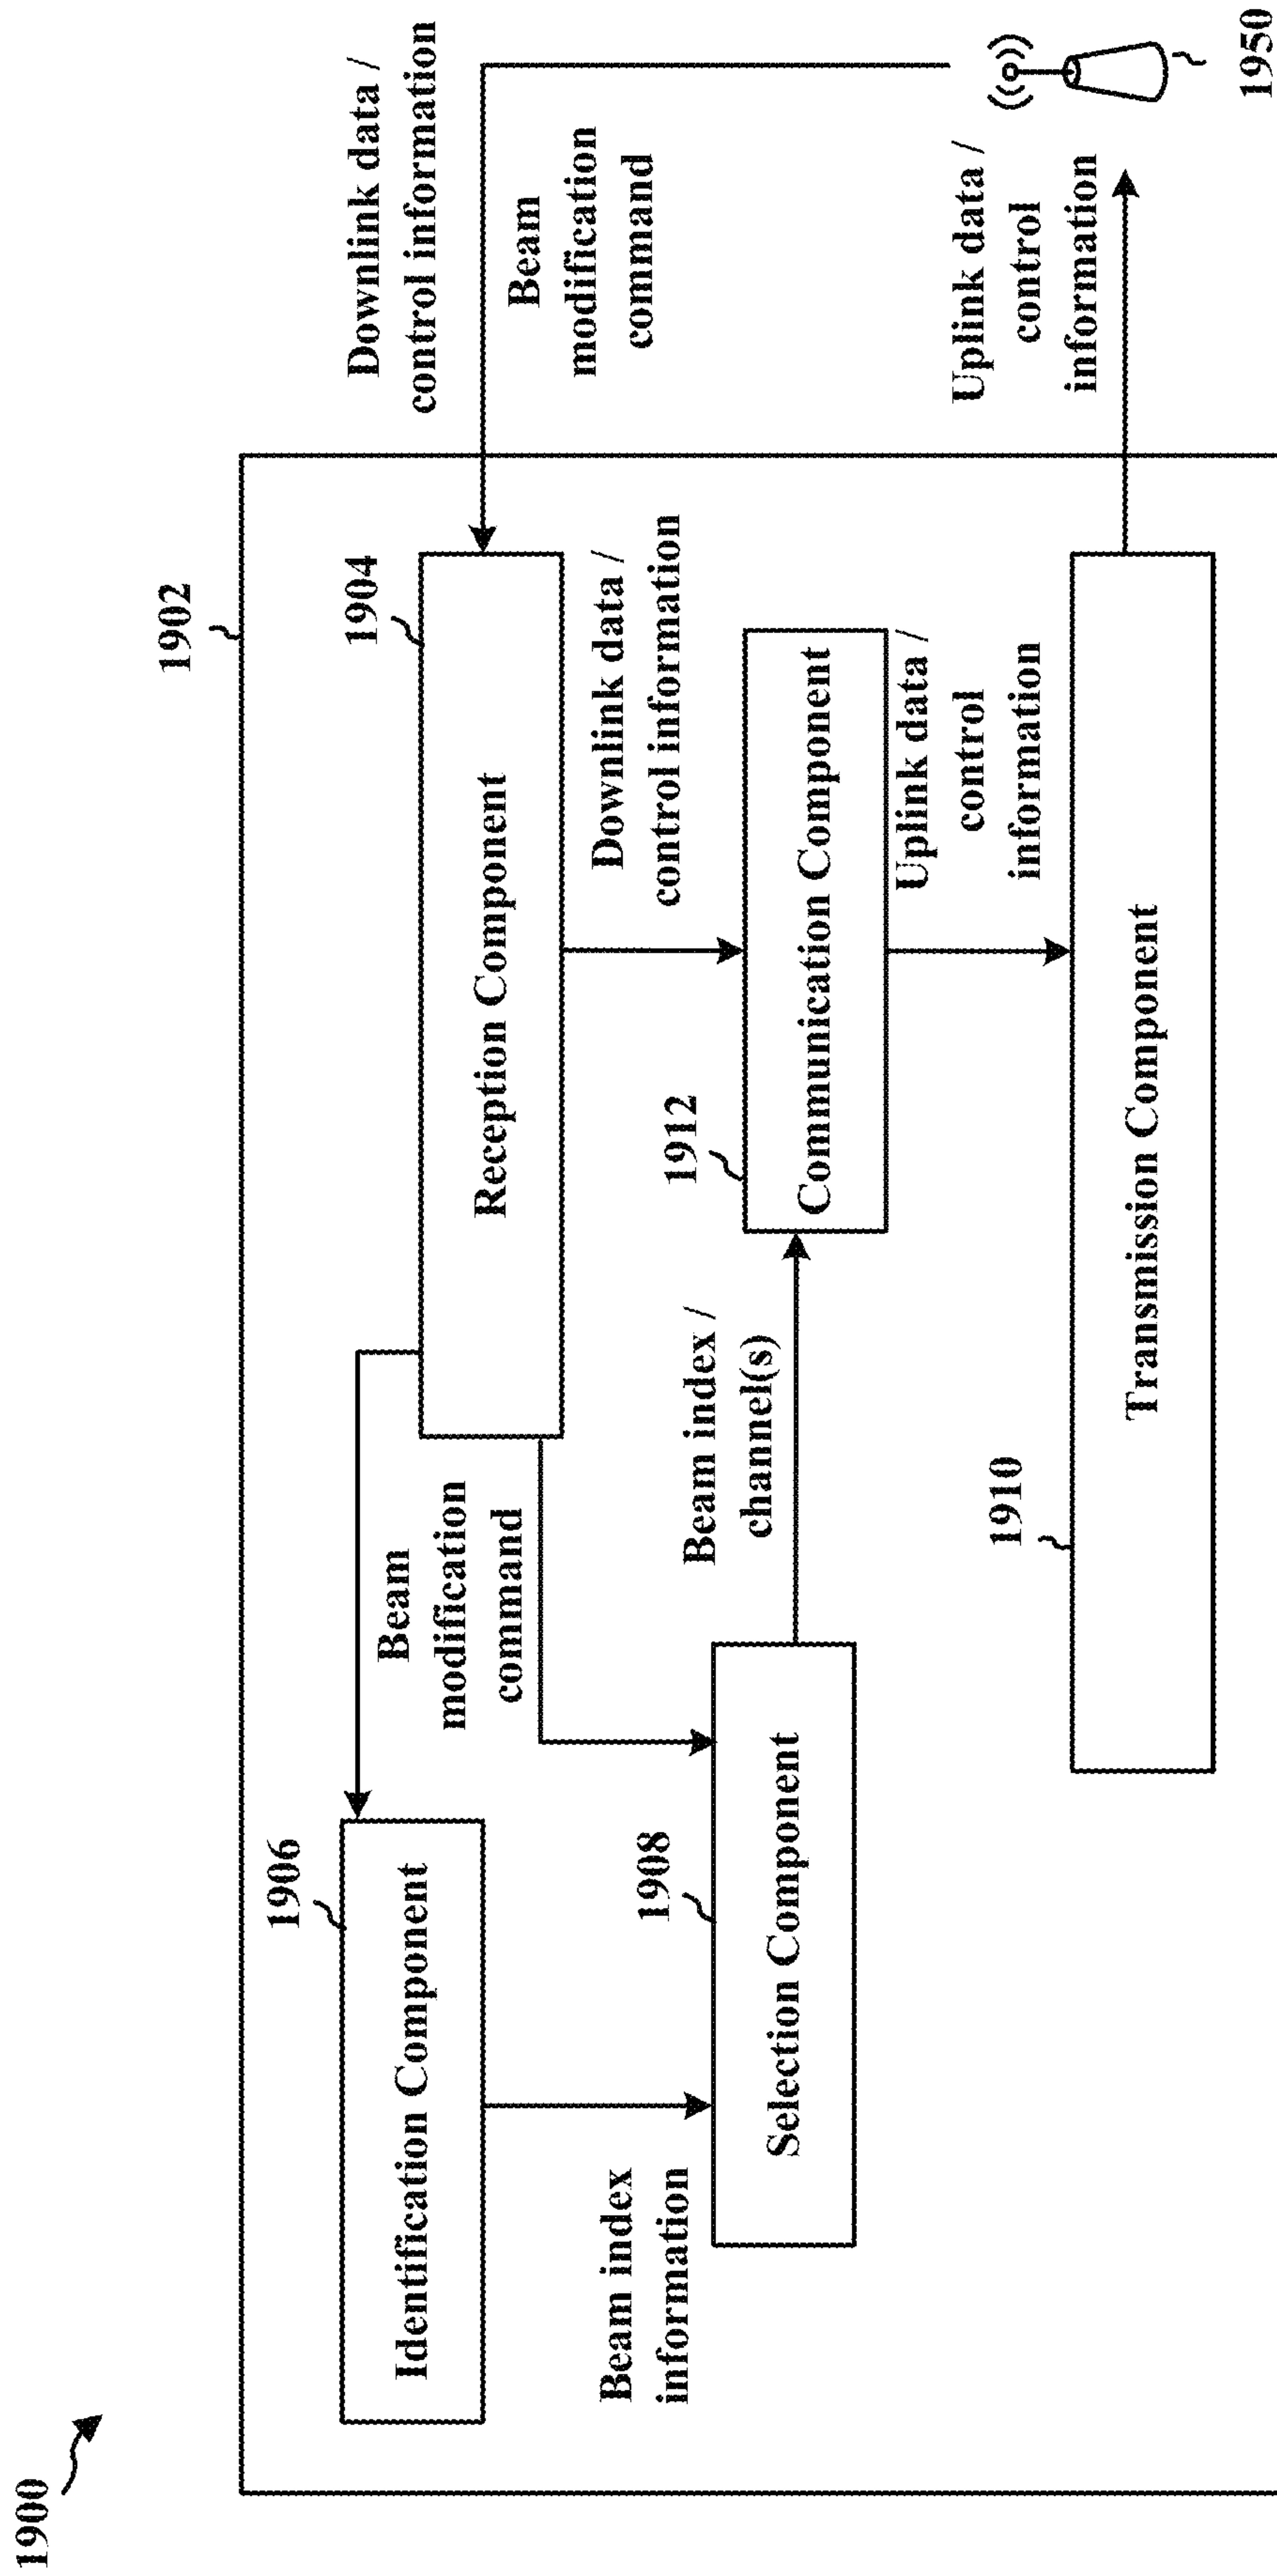 1900
1902
1906
Identification Component
Beam index
information
1908
Selection Component
Beam
modification
command
1904
Reception Component
Downlink data /
control information
Beam index /
channel(s)
1912
Communication Component
Uplink data /
control
information
1910
Transmission Component
Downlink data /
control information
Beam
modification
command
Uplink data /
control
information
1950